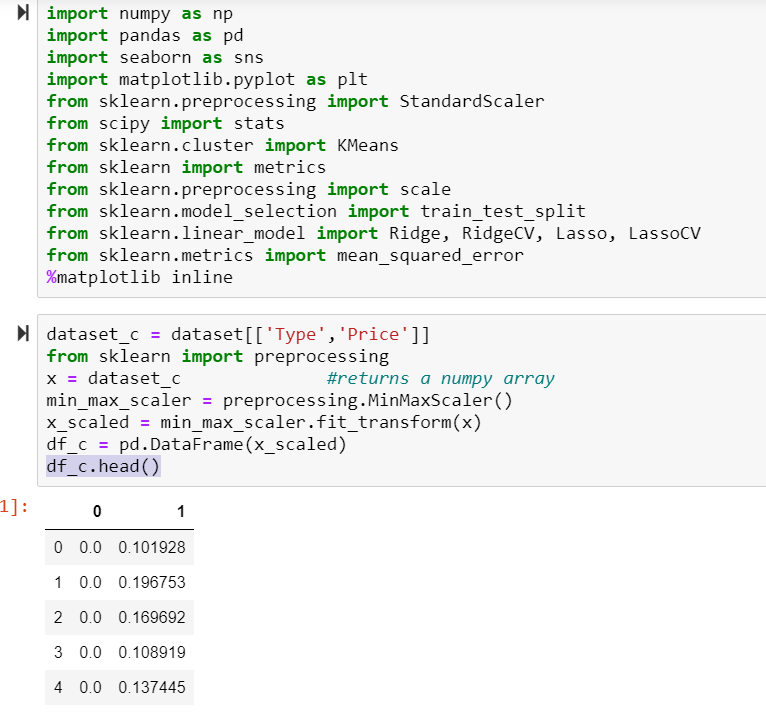 import numpy as np
import pandas as pd
import seaborn as sns
import matplotlib.pyplot as plt
from sklearn.preprocessing import StandardScaler
from scipy import stats
from sklearn.cluster import KMeans
from sklearn import metrics
from sklearn.preprocessing import scale
from sklearn.model_selection import train_test_split
from sklearn.linear_model import Ridge, RidgeCV, Lasso, LassoCV
from sklearn.metrics import mean_squared_error
%matplotlib inline
dataset_c = dataset[['Type','Price']]
from sklearn import preprocessing
x = dataset_c #returns a numpy array
min_max_scaler = preprocessing.MinMaxScaler()
x_scaled = min_max_scaler.fit_transform(x)
df_c = pd.DataFrame(x_scaled)
df_c.head()
1]:
0 1
0 0.0 0.101928
1 0.0 0.196753
2 0.0 0.169692
3 0.0 0.108919
4 0.0 0.137445